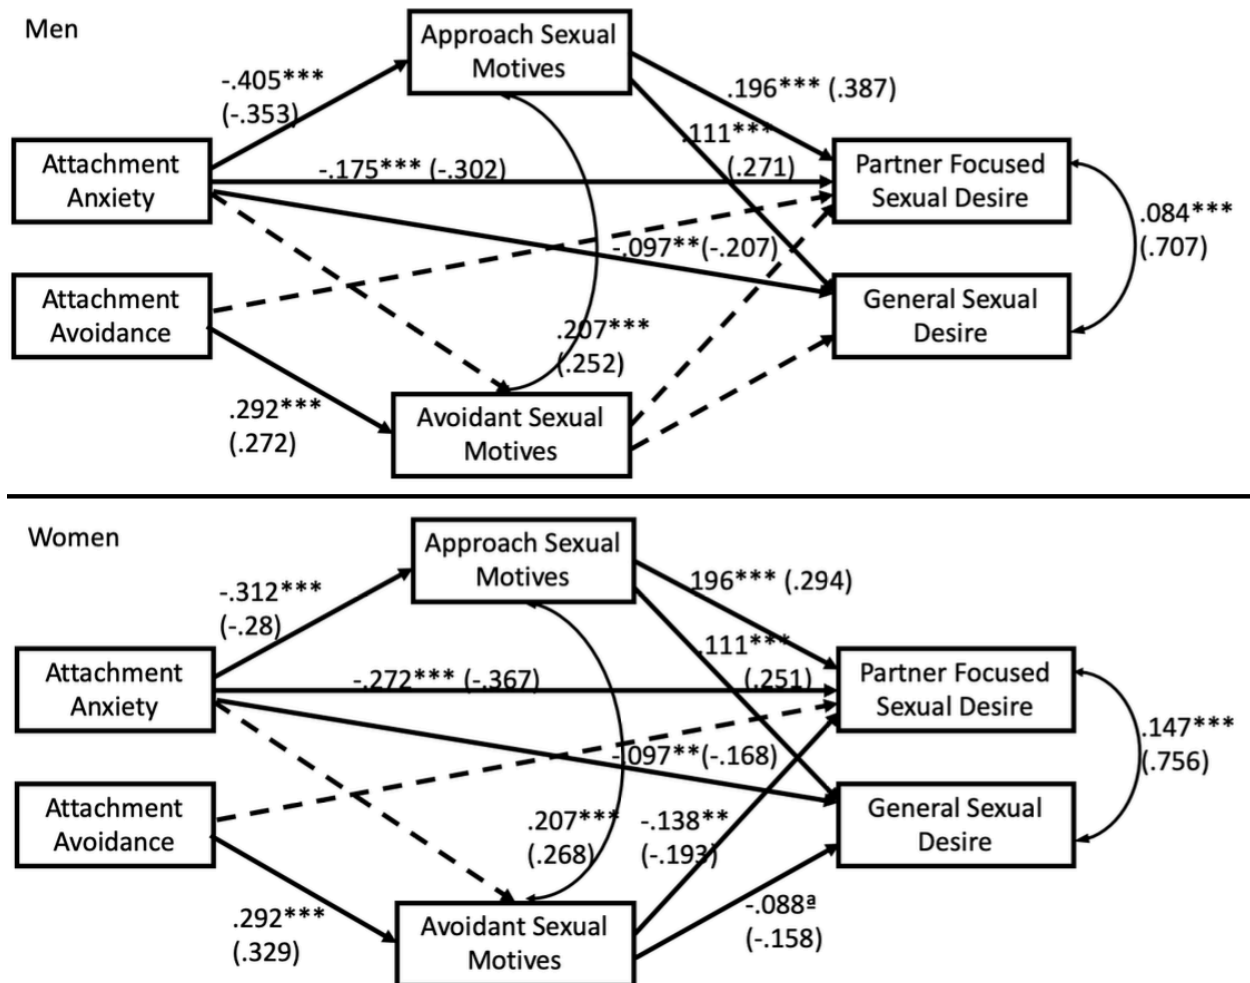 Men
Approach Sexual
Motives
-.405***
(-.353)
.196*** (.387)
.111***
(.271)
Attachment
Anxiety
-.175*** (-.302)
Partner Focused
Sexual Desire
.084***
(.707)
-.097**(-.207)
Attachment
Avoidance
General Sexual
Desire
.207***
(.252)
.292***
(.272)
Avoidant Sexual
Motives
Women
Approach Sexual
Motives
-.312***
(-.28)
.196*** (.294)
.111***
(.251)
Attachment
Anxiety
-.272*** (-.367)
Partner Focused
Sexual Desire
.147***
(.756)
-.097**(-.168)
Attachment
Avoidance
General Sexual
Desire
.207***
(.268)
-.138**
(-.193)
.292***
(.329)
Avoidant Sexual
Motives
-.088ª
(-.158)